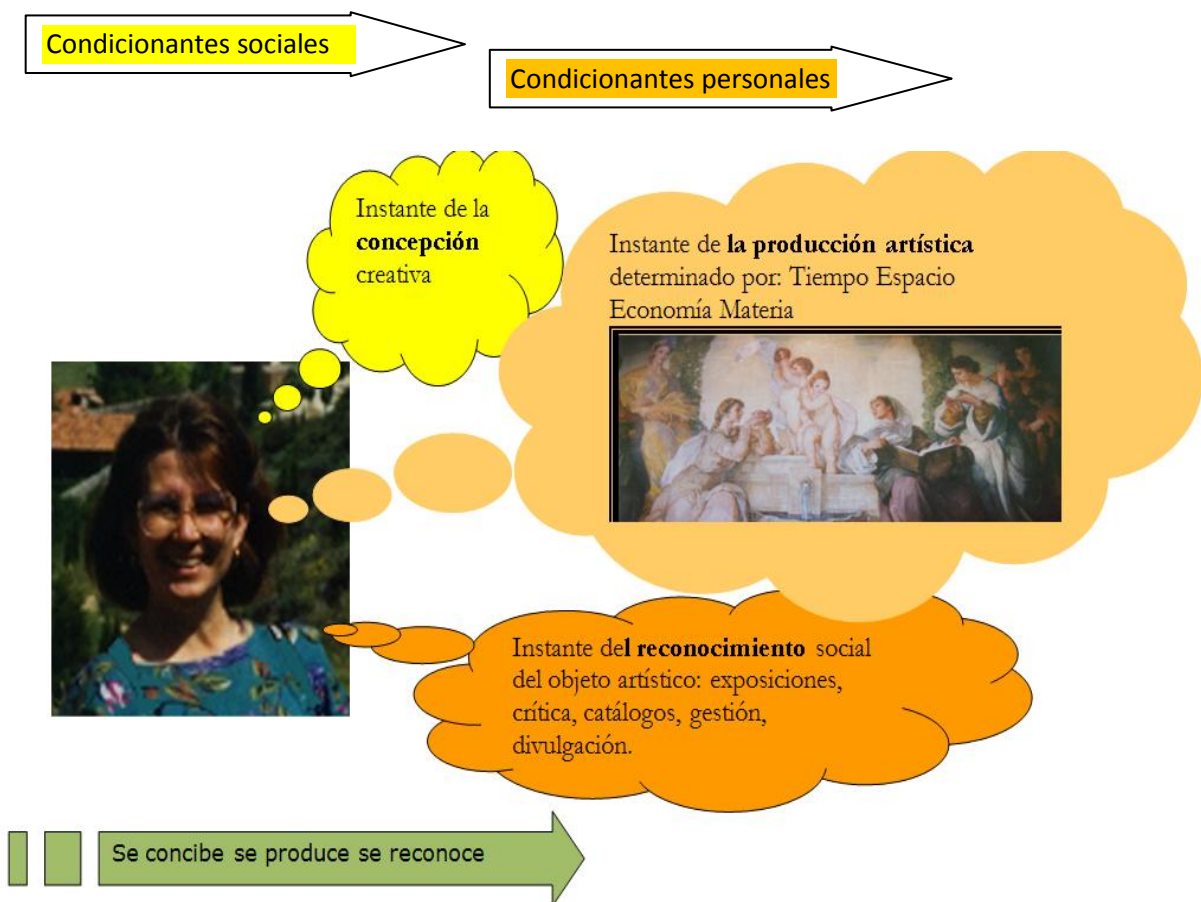 Condicionantes sociales
Condicionantes personales
Instante de la
concepción
creativa
Instante de la producción artística
determinado por: Tiempo Espacio
Economía Materia
Instante del reconocimiento social
del objeto artístico: exposiciones,
crítica, catálogos, gestión,
divulgación.
Se concibe se produce se reconoce